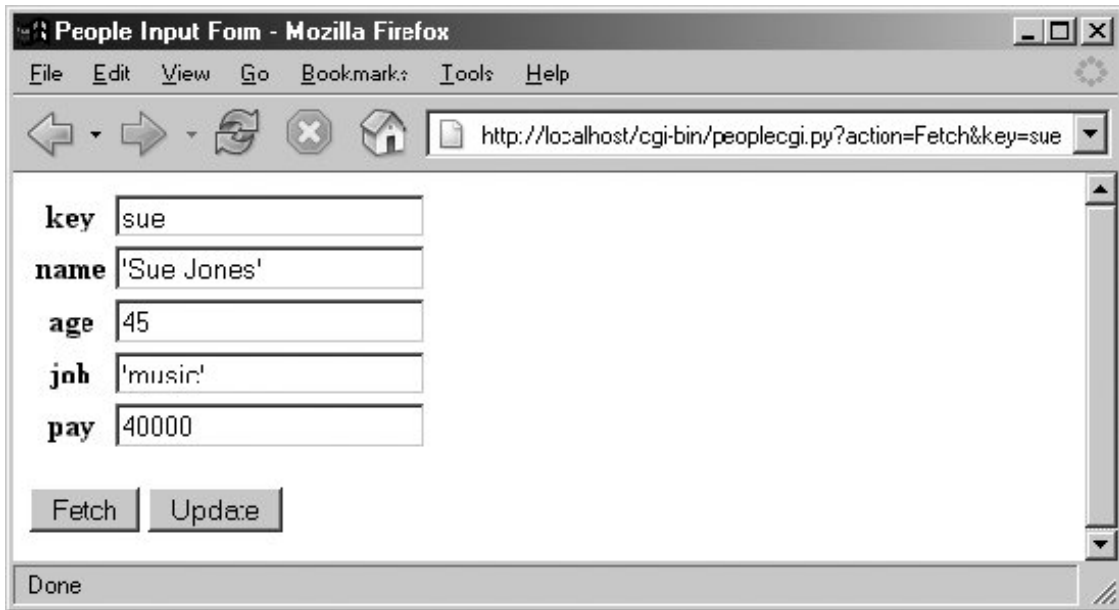 People Input Form - Mozilla Firefox
File Edit View Go Bookmarks Tools Help
http://localhost/cgi-bin/peoplecgi.py?action=Fetch&key=sue
key sue
name 'Sue Jones'
age 45
job 'music'
pay 40000
Fetch Update
Done